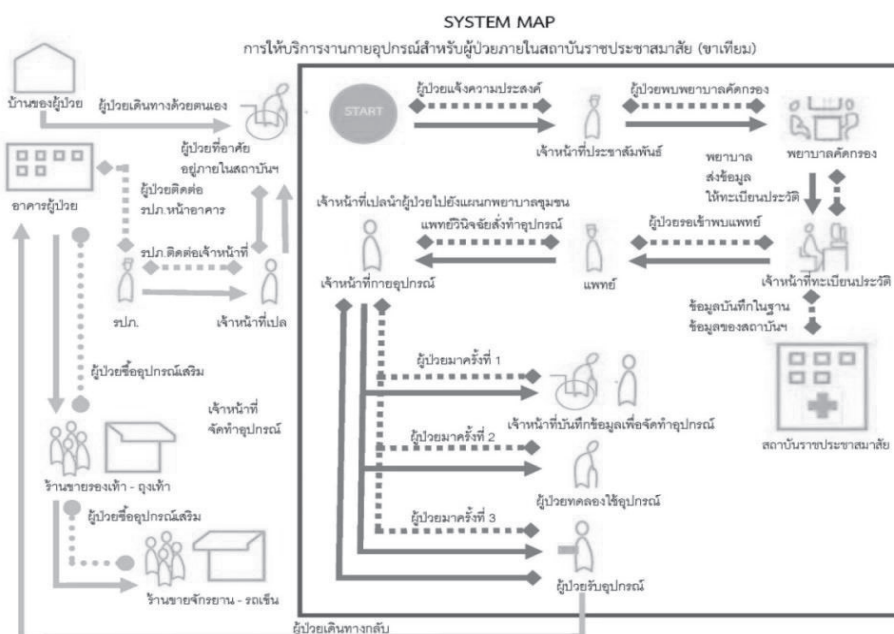 SYSTEM MAP
การให้บริการงานกายอุปกรณ์สำหรับผู้ป่วยภายในสถาบันราชประชาสมาสัย (ขาเทียม)
บ้านของผู้ป่วย
ผู้ป่วยเดินทางด้วยตนเอง
ผู้ป่วยที่อาศัย
อยู่ภายในสถาบันฯ
อาคารผู้ป่วย
ผู้ป่วยติดต่อ
รปภ.หน้าอาคาร
รปภ.ติดต่อเจ้าหน้าที่
รปภ.
เจ้าหน้าที่เปล
ผู้ป่วยซื้ออุปกรณ์เสริม
เจ้าหน้าที่
จัดทำอุปกรณ์
ร้านขายรองเท้า - ถุงเท้า
ผู้ป่วยซื้ออุปกรณ์เสริม
ร้านขายจักรยาน - รถเข็น
START
ผู้ป่วยแจ้งความประสงค์
เจ้าหน้าที่ประชาสัมพันธ์
ผู้ป่วยพบพยาบาลคัดกรอง
พยาบาลคัดกรอง
พยาบาล
ส่งข้อมูล
ให้ทะเบียนประวัติ
เจ้าหน้าที่ทะเบียนประวัติ
ผู้ป่วยรอเข้าพบแพทย์
แพทย์
เจ้าหน้าที่เปลนำผู้ป่วยไปยังแผนกพยาบาลชุมชน
แพทย์วินิจฉัยสั่งทำอุปกรณ์
เจ้าหน้าที่กายอุปกรณ์
ข้อมูลบันทึกในฐาน
ข้อมูลของสถาบันฯ
สถาบันราชประชาสมาสัย
ผู้ป่วยมาครั้งที่ 1
เจ้าหน้าที่บันทึกข้อมูลเพื่อจัดทำอุปกรณ์
ผู้ป่วยมาครั้งที่ 2
ผู้ป่วยทดลองใช้อุปกรณ์
ผู้ป่วยมาครั้งที่ 3
ผู้ป่วยรับอุปกรณ์
ผู้ป่วยเดินทางกลับ